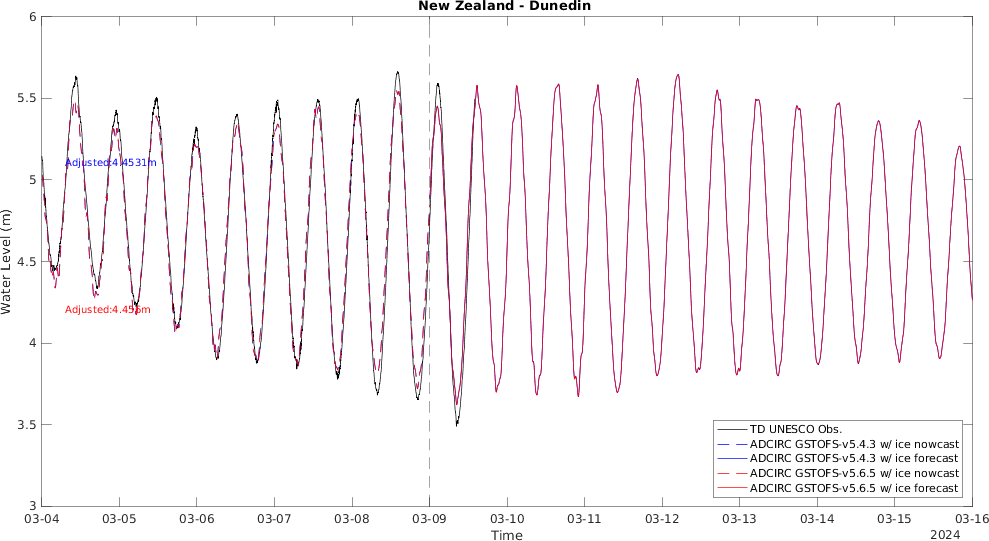 New Zealand - Dunedin
6
5.5
5
4.5
4
3.5
3
Water Level (m)
Adjusted:4.4531m
Adjusted:4.456m
TD UNESCO Obs.
ADCIRC GSTOFS-v5.4.3 w/ ice nowcast
ADCIRC GSTOFS-v5.4.3 w/ ice forecast
ADCIRC GSTOFS-v5.6.5 w/ ice nowcast
ADCIRC GSTOFS-v5.6.5 w/ ice forecast
03-04 03-05 03-06 03-07 03-08 03-09 03-10 03-11 03-12 03-13 03-14 03-15 03-16
Time
2024